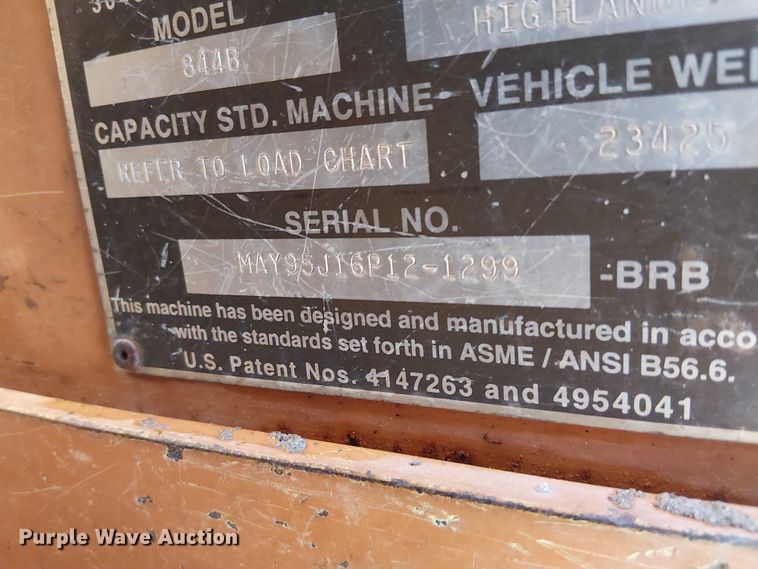 MODEL
844B
CAPACITY STD. MACHINE
VEHICLE WEI
REFER TO LOAD CHART
23425
SERIAL NO.
MAY95J16P12-1299 -BRB
This machine has been designed and manufactured in acco
with the standards set forth in ASME / ANSI B56.6.
U.S. Patent Nos. 4147263 and 4954041
Purple Wave Auction